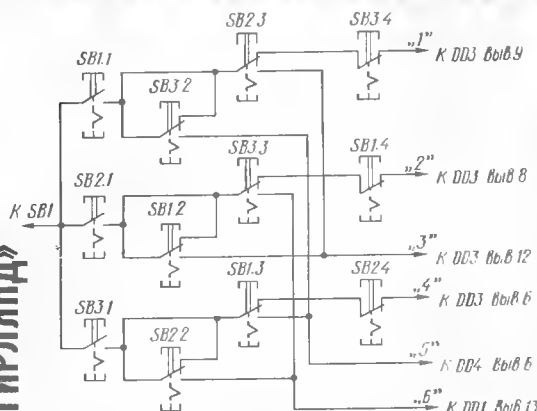 SB2.3
SB3.4
„1"
К DD3 выв.9
SB1.1
SB3.2
SB3.3
SB1.4
„2"
К DD3 выв 8
SB2.1
SB1.2
К SB1
„3"
К DD3 выв.12
SB1.3
SB2.4
„4"
К DD3 выв.6
SB3.1
SB2.2
„5"
К DD4 выв 6
„6"
К DD1 выв.13